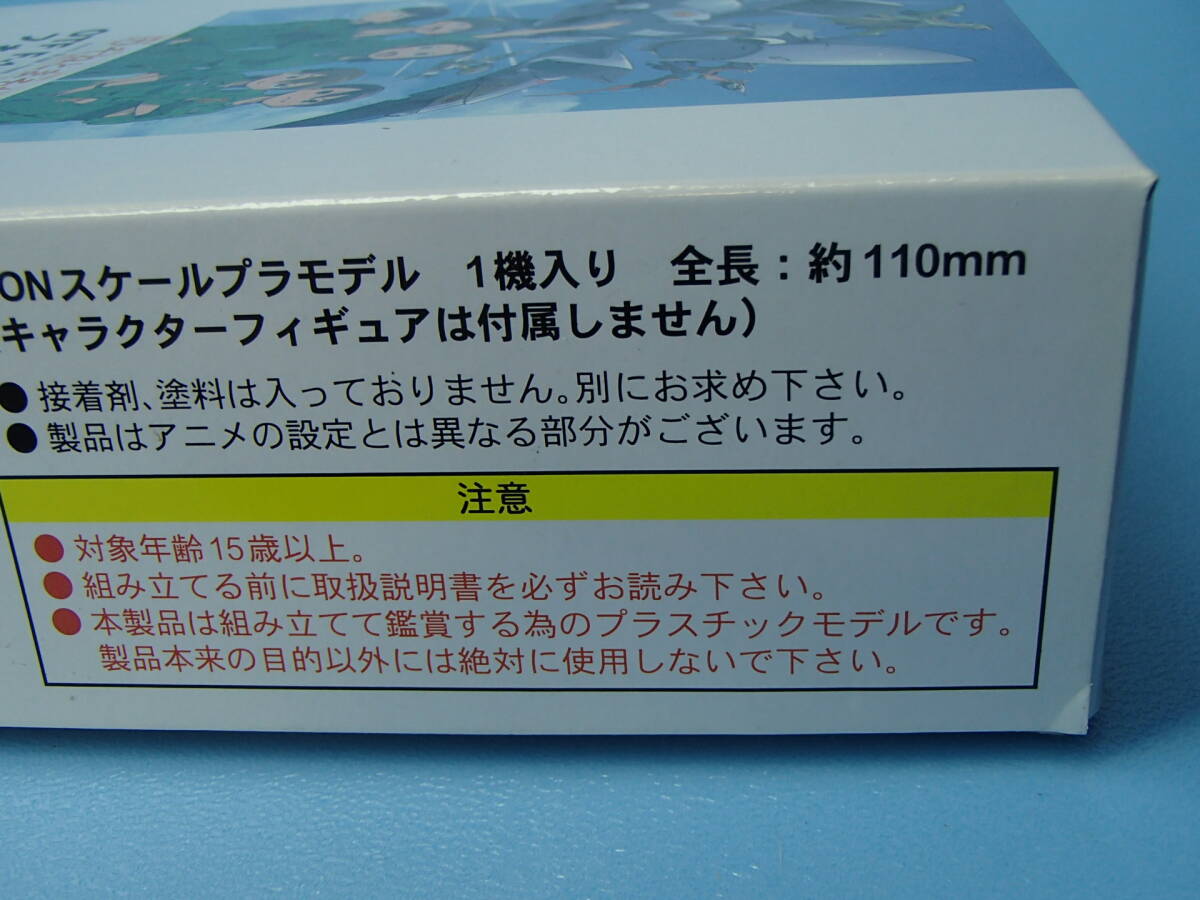 ONスケールプラモデル　1機入り　全長：約110mm
キャラクターフィギュアは付属しません）
● 接着剤、塗料は入っておりません。別にお求め下さい。
● 製品はアニメの設定とは異なる部分がございます。
注意
● 対象年齢15歳以上。
● 組み立てる前に取扱説明書を必ずお読み下さい。
● 本製品は組み立てて鑑賞する為のプラスチックモデルです。
製品本来の目的以外には絶対に使用しないで下さい。